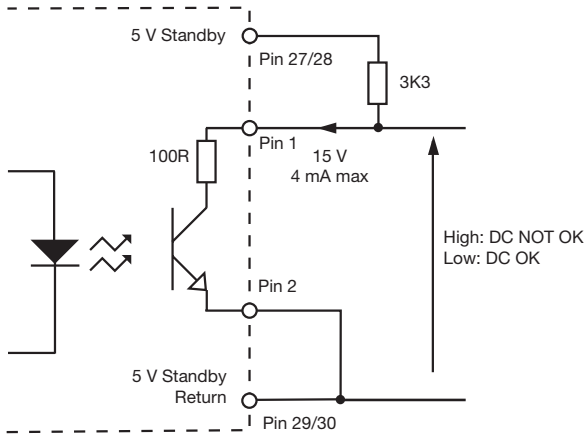 5 V Standby
Pin 27/28
3K3
Pin 1
100R
15 V
4 mA max
High: DC NOT OK
Low: DC OK
Pin 2
5 V Standby
Return
Pin 29/30